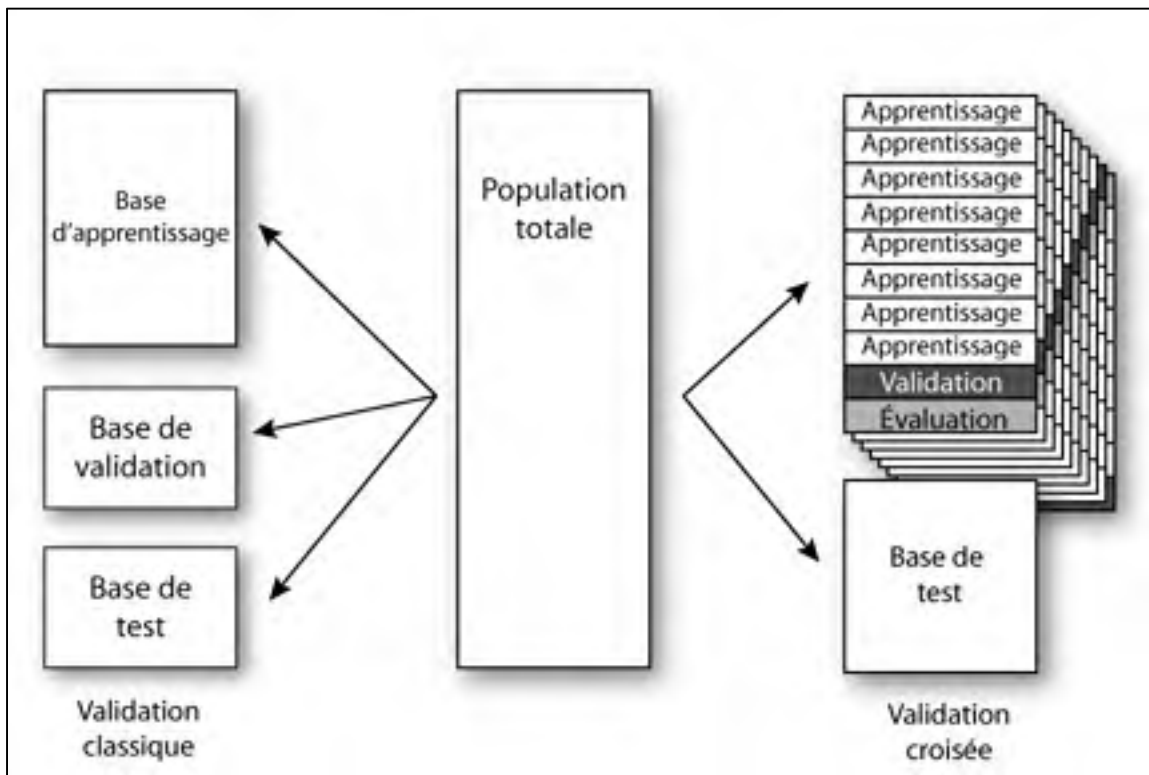 Base
d'apprentissage
Base de
validation
Base de
test
Validation
classique
Population
totale
Apprentissage
Apprentissage
Apprentissage
Apprentissage
Apprentissage
Apprentissage
Apprentissage
Apprentissage
Validation
Évaluation
Base de
test
Validation
croisée